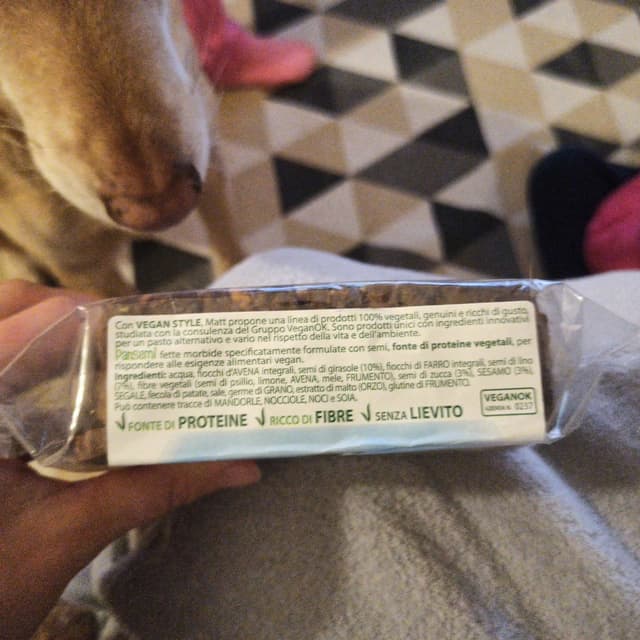 Con VEGAN STYLE, Matt propone una linea di prodotti 100% vegetali, genuini e ricchi di gusto,
studiata con la consulenza del Gruppo VeganOK. Sono prodotti unici con ingredienti innovativi
per un pasto alternativo e vario nel rispetto della vita e dell'ambiente.
Pansemi fette morbide specificatamente formulate con semi, fonte di proteine vegetali, per
rispondere alle esigenze alimentari vegan.
Ingredienti: acqua, fiocchi d'AVENA integrali, semi di girasole (10%), fiocchi di FARRO integrali, semi di lino
(7%), fibre vegetali (semi di psillio, limone, AVENA, mele, FRUMENTO), semi di zucca (3%), SESAMO (3%),
SEGALE, fecola di patate, sale, germe di GRANO, estratto di malto (ORZO), glutine di FRUMENTO.
Può contenere tracce di MANDORLE, NOCCIOLE, NOCI e SOIA.
FONTE DI PROTEINE RICCO DI FIBRE SENZA LIEVITO
VEGANOK
LICENZA N. 0237